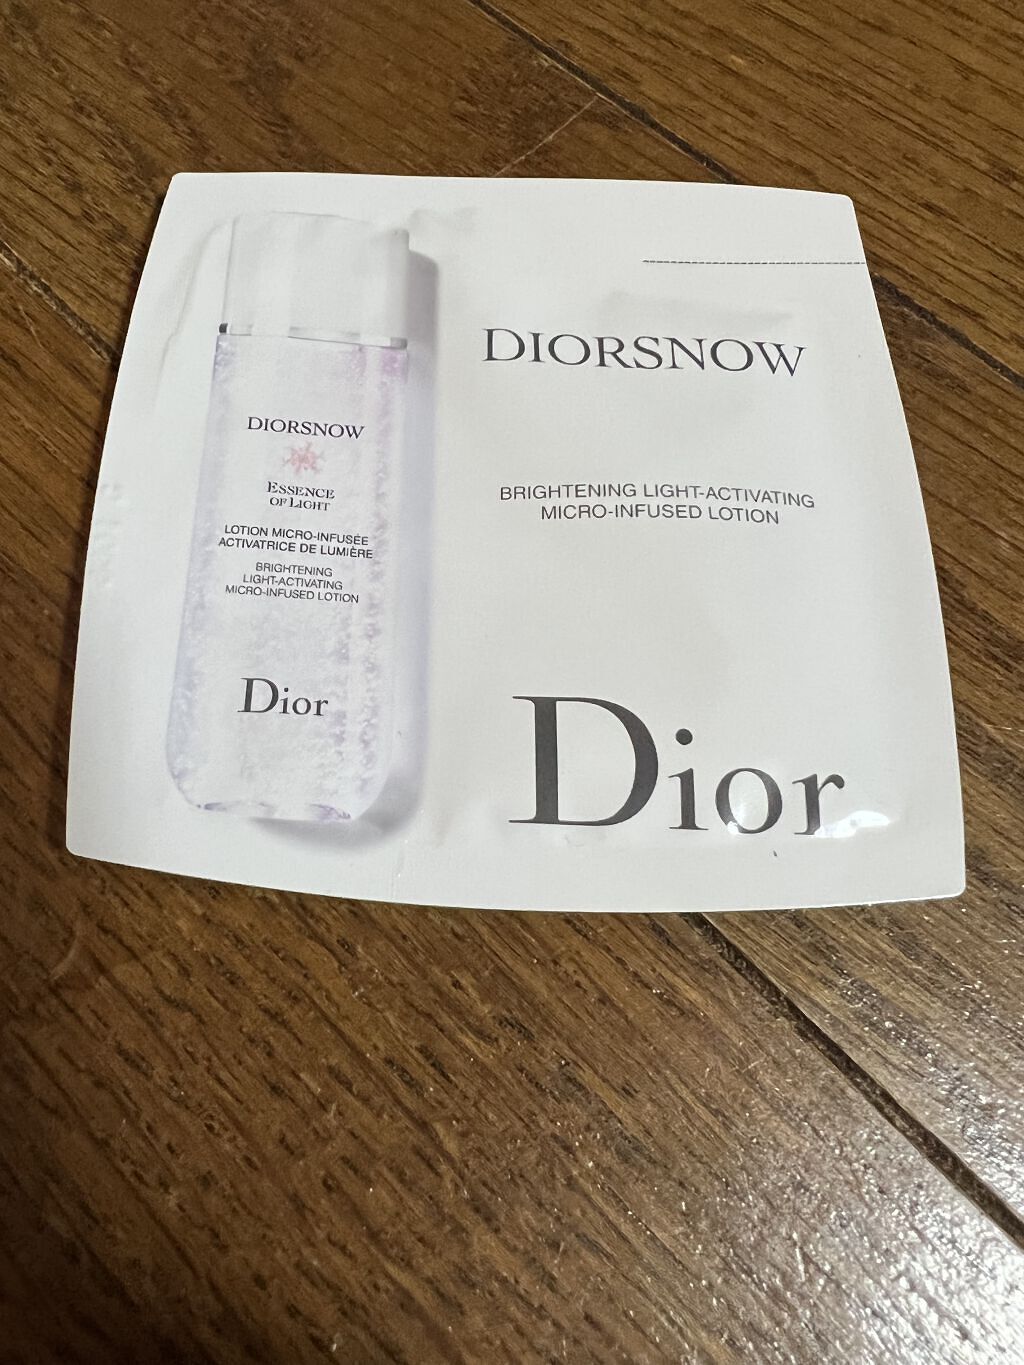 DIORSNOW
ESSENCE
OF LIGHT
LOTION MICRO-INFUSÉE
ACTIVATRICE DE LUMIÈRE
BRIGHTENING
LIGHT-ACTIVATING
MICRO-INFUSED LOTION
Dior
DIORSNOW
BRIGHTENING LIGHT-ACTIVATING
MICRO-INFUSED LOTION
Dior